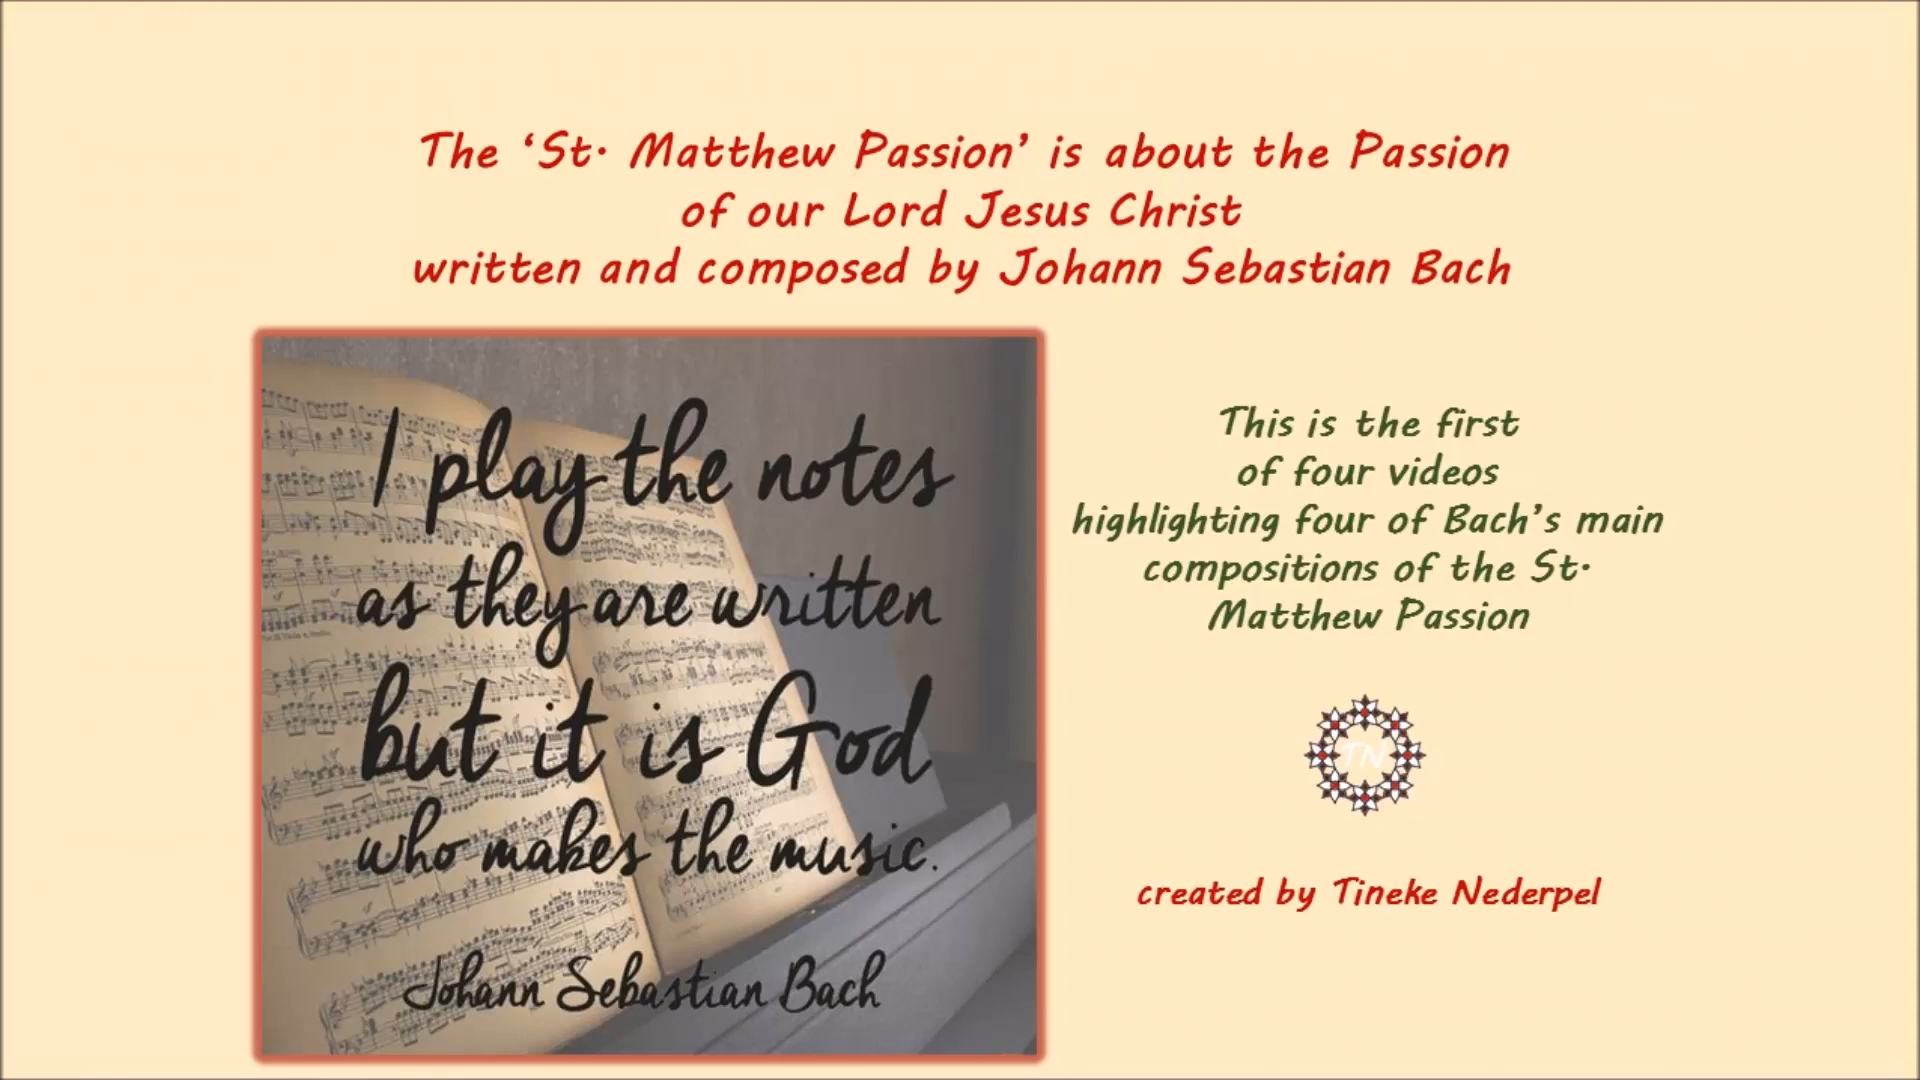 The ‘St. Matthew Passion’ is about the Passion
of our Lord Jesus Christ
written and composed by Johann Sebastian Bach
I play the notes
as they are written
but it is God
who makes the music.
Johann Sebastian Bach
This is the first
of four videos
highlighting four of Bach’s main
compositions of the St.
Matthew Passion
TN
created by Tineke Nederpel